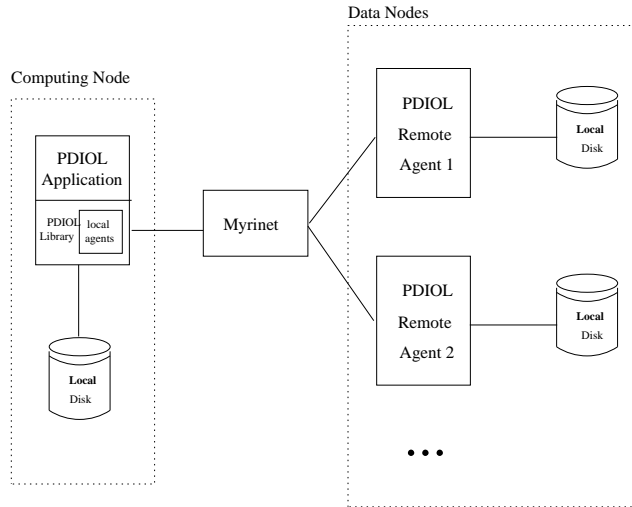 Data Nodes
Computing Node
PDIOL
Application
PDIOL
Library
local
agents
Local
Disk
Myrinet
PDIOL
Remote
Agent 1
Local
Disk
PDIOL
Remote
Agent 2
Local
Disk